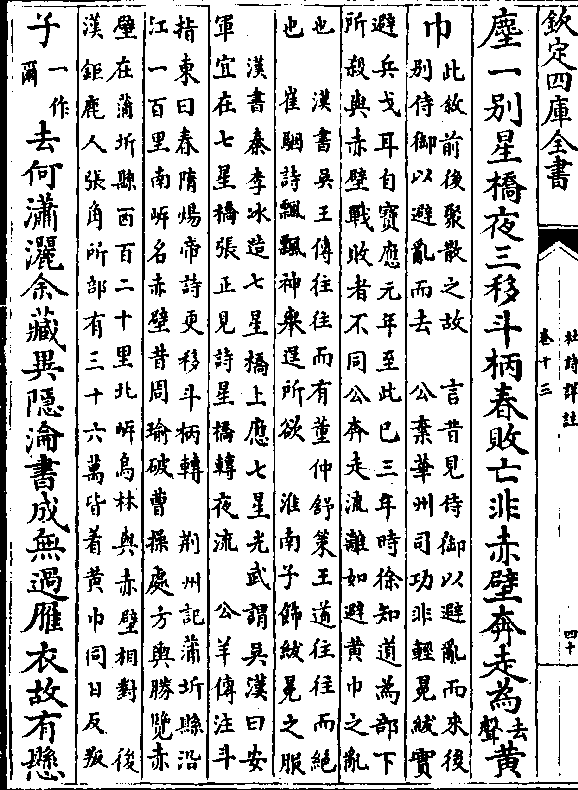 欽定四庫全書
杜詩詳註
卷十三
四十
塵一别星橋夜三移斗柄春敗亡非赤壁奔走為去聲黄
巾此敘前後聚散之故 言昔見侍御以避亂而來後
别侍御以避亂而去 公棄華州司功非輕冕紱實
避兵戈耳自寶應元年至此已三年時徐知道為部下
所殺與赤壁戰敗者不同公奔走流離如避黄巾之亂
也 漢書吴王傳往往而有董仲舒策王道往往而絶
也 崔駰詩飄飄神舉逞所欲 淮南子飾紱冕之服
漢書秦李冰造七星橋上應七星光武謂吴漢曰安
軍宜在七星橋張正見詩星橋轉夜流 公羊傳注斗
指東曰春隋煬帝詩更移斗柄轉 荆州記蒲圻縣沿
江一百里南岸名赤壁昔周瑜破曹操處方輿勝覽赤
壁在蒲圻縣西百二十里北岸烏林與赤壁相對 後
漢鉅鹿人張角所部有三十六萬皆着黄巾同日反叛
子一作爾去何瀟灑余藏異隱淪書成無過雁衣故有懸